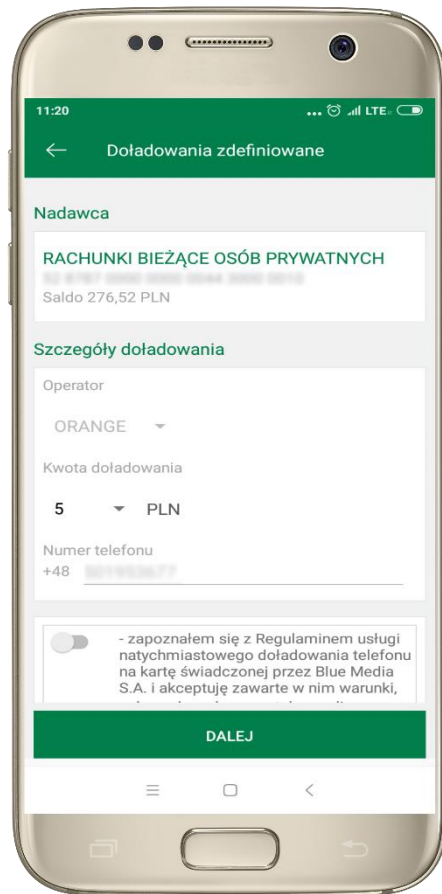 11:20
... LTE
Doładowania zdefiniowane
Nadawca
RACHUNKI BIEŻĄCE OSÓB PRYWATNYCH
Saldo 276,52 PLN
Szczegóły doładowania
Operator
ORANGE
Kwota doładowania
5 PLN
Numer telefonu
+48
- zapoznałem się z Regulaminem usługi
natychmiastowego doładowania telefonu
na kartę świadczonej przez Blue Media
S.A. i akceptuję zawarte w nim warunki,
DALEJ